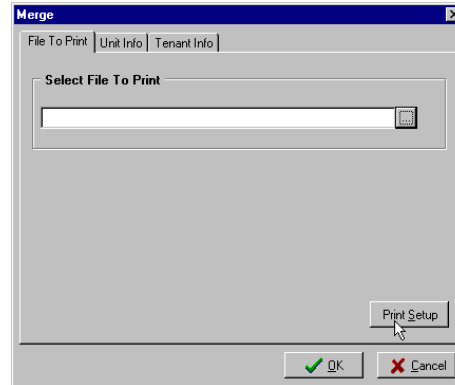 Merge
File To Print Unit Info Tenant Info
Select File To Print
...
Print Setup
OK Cancel